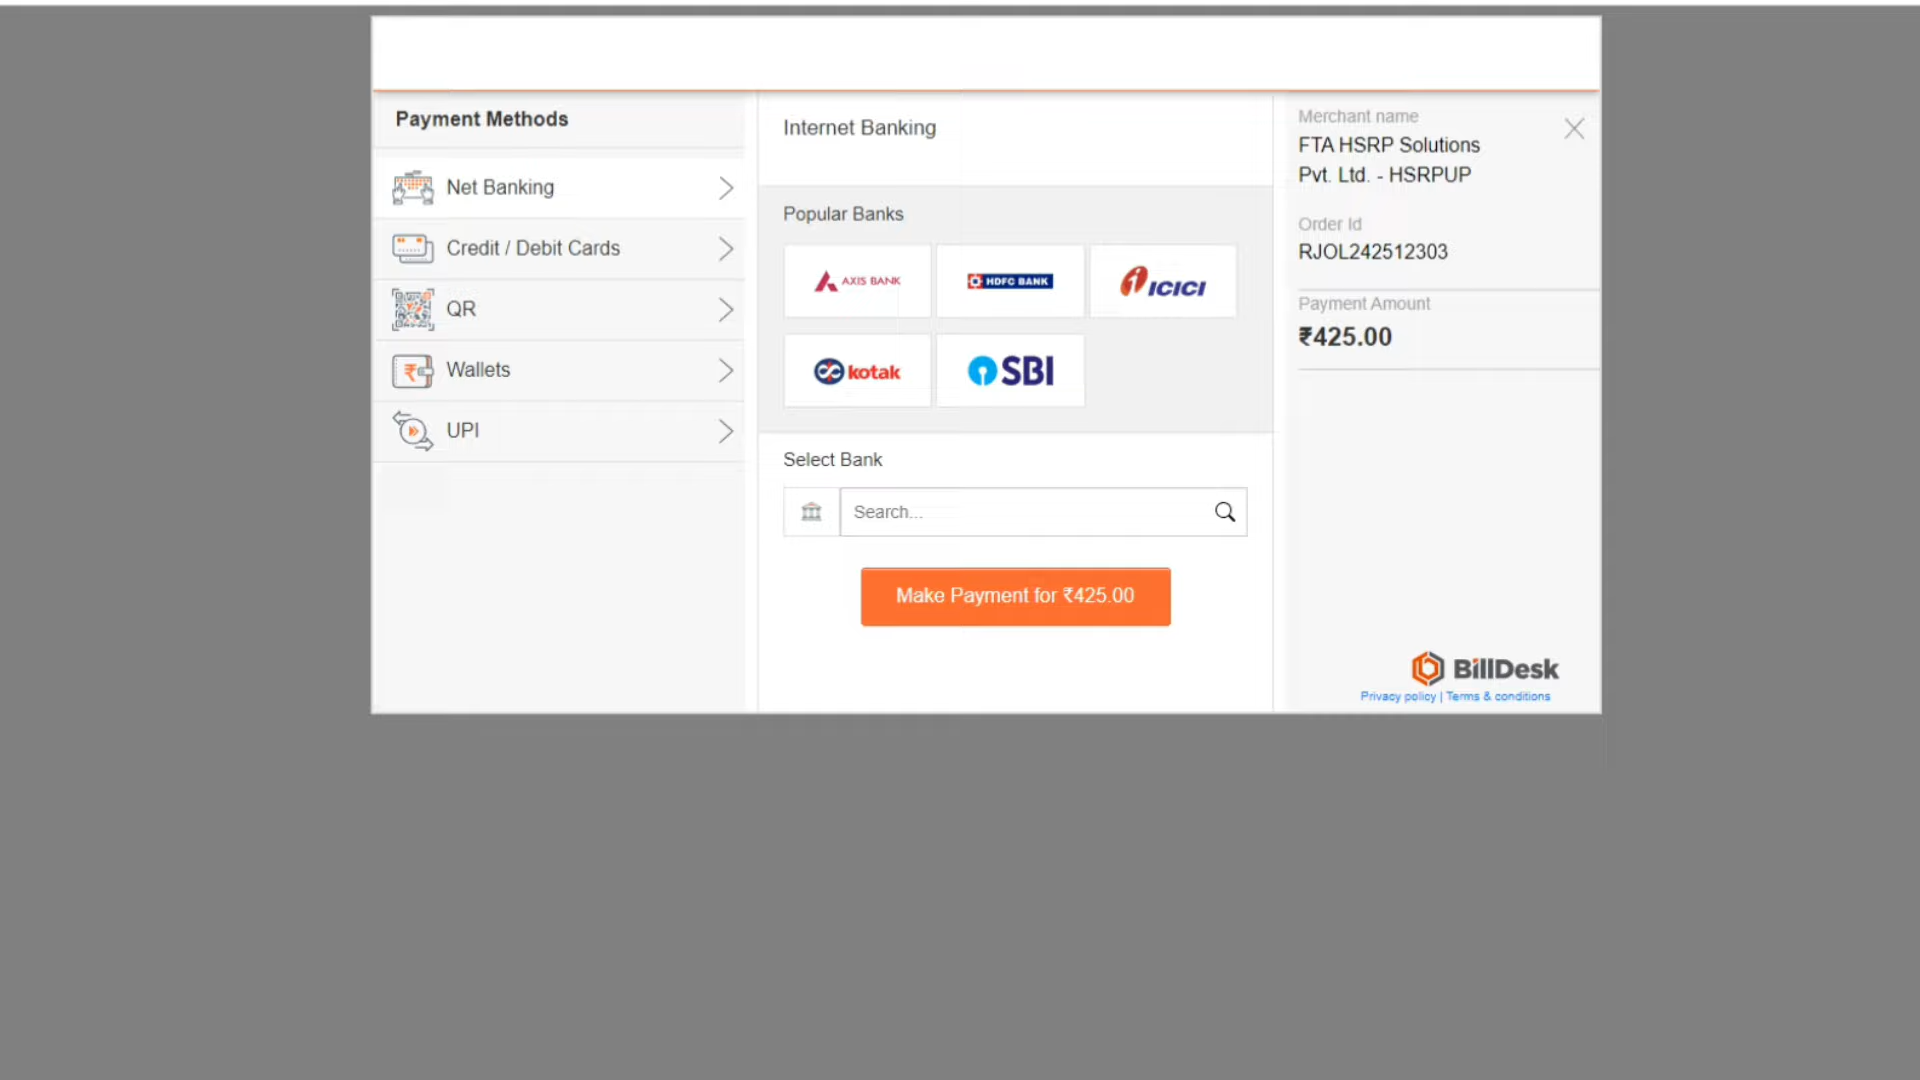 Payment Methods
Net Banking
Credit / Debit Cards
QR
Wallets
UPI
Internet Banking
Popular Banks
AXIS BANK
HDFC BANK
ICICI
kotak
SBI
Select Bank
Search...
Make Payment for ₹425.00
Merchant name
FTA HSRP Solutions
Pvt. Ltd. - HSRPUP
Order Id
RJOL242512303
Payment Amount
₹425.00
BillDesk
Privacy policy | Terms & conditions